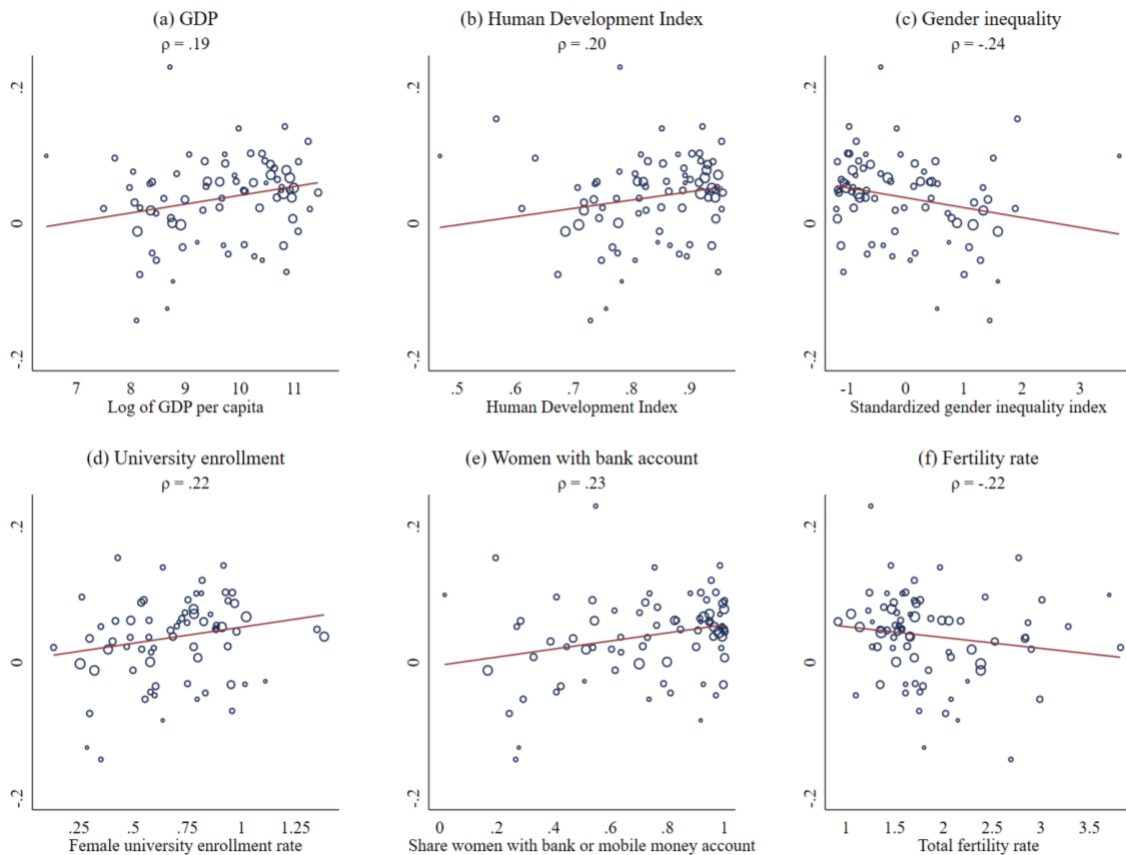 (a) GDP
ρ = .19
.2
0
-.2
7 8 9 10 11
Log of GDP per capita
(b) Human Development Index
ρ = .20
.2
0
-.2
.5 .6 .7 .8 .9
Human Development Index
(c) Gender inequality
ρ = -.24
.2
0
-.2
-1 0 1 2 3
Standardized gender inequality index
(d) University enrollment
ρ = .22
.2
0
-.2
.25 .5 .75 1 1.25
Female university enrollment rate
(e) Women with bank account
ρ = .23
.2
0
-.2
0 .2 .4 .6 .8 1
Share women with bank or mobile money account
(f) Fertility rate
ρ = -.22
.2
0
-.2
1 1.5 2 2.5 3 3.5
Total fertility rate